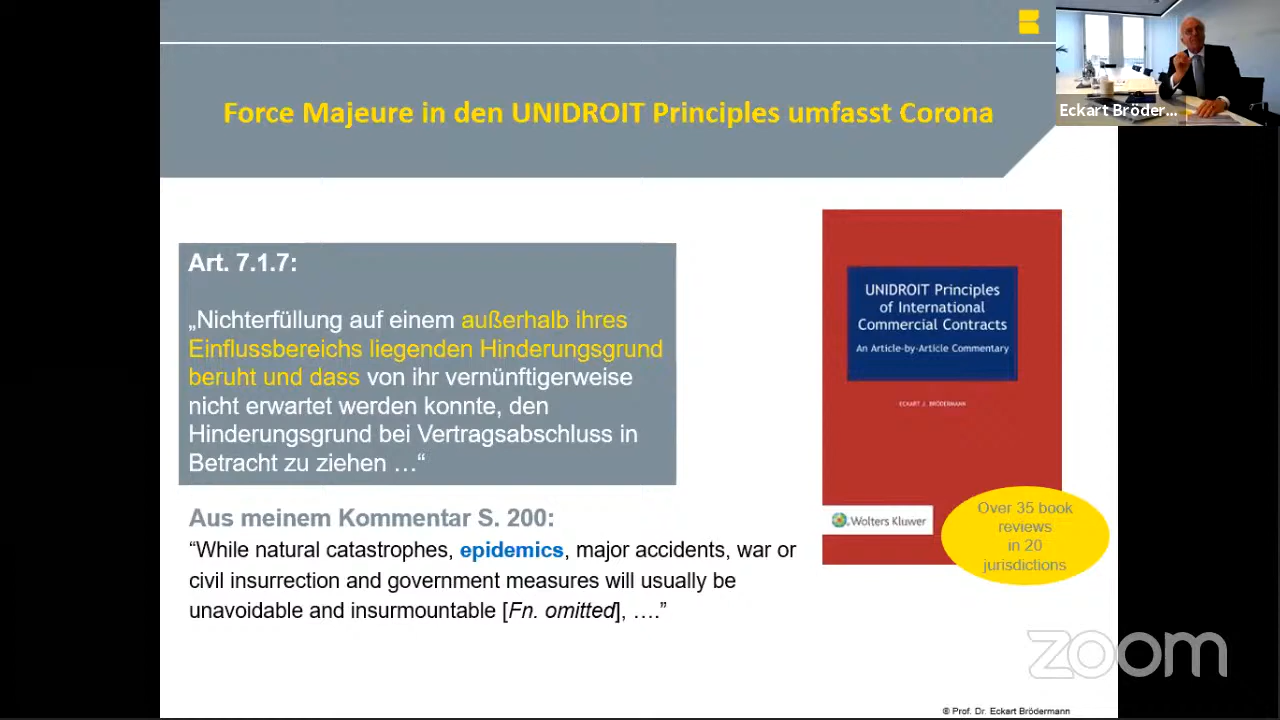 Force Majeure in den UNIDROIT Principles umfasst Corona
Eckart Bröder...
Art. 7.1.7:
„Nichterfüllung auf einem außerhalb ihres
Einflussbereichs liegenden Hinderungsgrund
beruht und dass von ihr vernünftigerweise
nicht erwartet werden konnte, den
Hinderungsgrund bei Vertragsabschluss in
Betracht zu ziehen …“
Aus meinem Kommentar S. 200:
“While natural catastrophes, epidemics, major accidents, war or
civil insurrection and government measures will usually be
unavoidable and insurmountable [Fn. omitted], ….”
UNIDROIT Principles
of International
Commercial Contracts
An Article-by-Article Commentary
ECKART J. BRÖDERMANN
Wolters Kluwer
Over 35 book
reviews
in 20
jurisdictions
zoom
© Prof. Dr. Eckart Brödermann